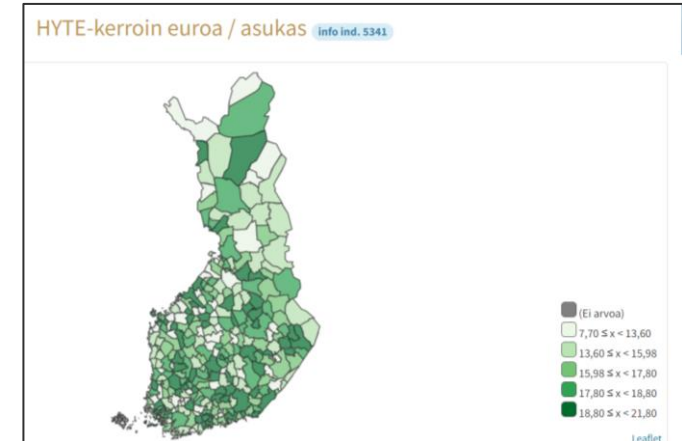 HYTE-kerroin euroa / asukas info ind. 5341
(Ei arvoa)
7,70 ≤ x < 13,60
13,60 ≤ x < 15,98
15,98 ≤ x < 17,80
17,80 ≤ x < 18,80
18,80 ≤ x < 21,80
Leaflet